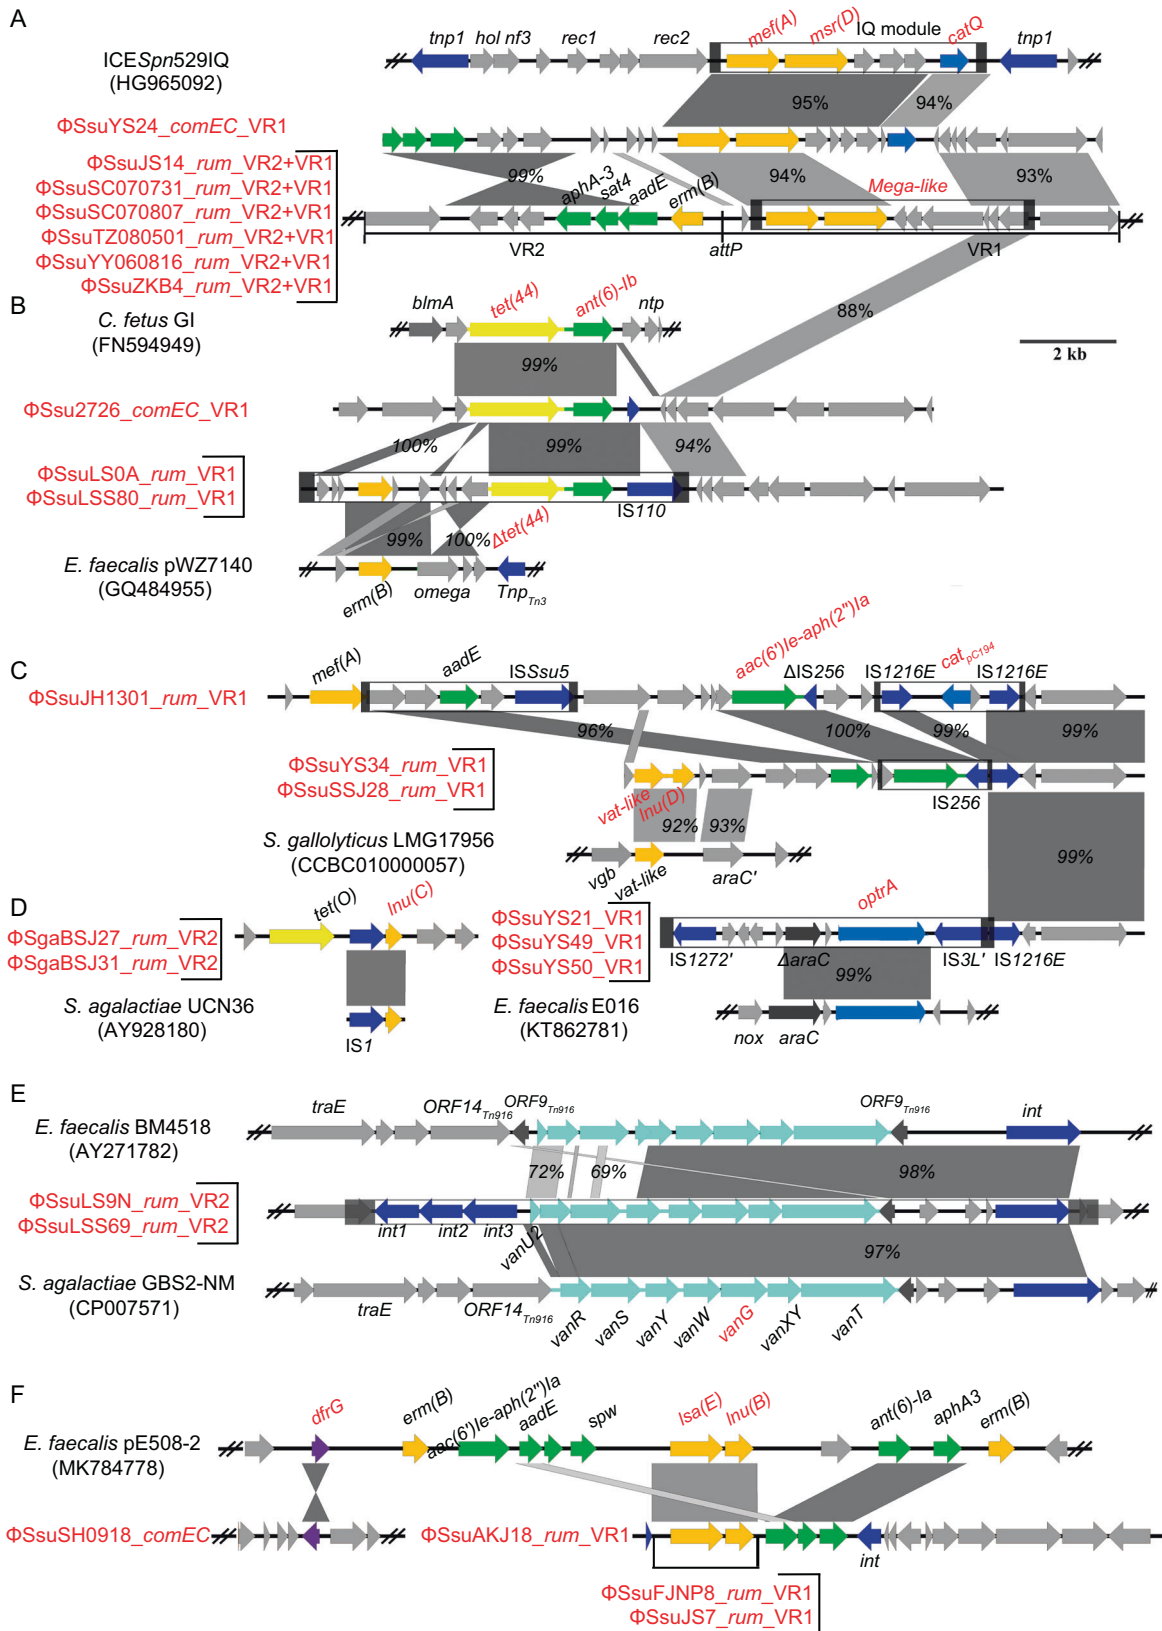 A
tnp1 hol nf3 rec1 rec2 mef(A) msr(D) IQ module catQ tnp1
ICESpn529IQ
(HG965092)
95% 94%
ΦSsuYS24_comEC_VR1
99% 94% 93%
ΦSsuJS14_rum_VR2+VR1
ΦSsuSC070731_rum_VR2+VR1
ΦSsuSC070807_rum_VR2+VR1
ΦSsuTZ080501_rum_VR2+VR1
ΦSsuYY060816_rum_VR2+VR1
ΦSsuZKB4_rum_VR2+VR1
aphA-3 sat4 aadE erm(B) Mega-like
VR2 attP VR1
88%
2 kb
B
C. fetus GI
(FN594949)
blmA tet(44) ant(6)-Ib ntp
99%
ΦSsu2726_comEC_VR1
100% 99% 94%
ΦSsuLS0A_rum_VR1
ΦSsuLSS80_rum_VR1
IS110
99% 100% Δtet(44)
E. faecalis pWZ7140
(GQ484955)
erm(B) omega TnpTn3
C
mef(A) aadE ISSsu5 aac(6')Ie-aph(2")Ia ΔIS256 IS1216E catpC194 IS1216E
ΦSsuJH1301_rum_VR1
96% 100% 99% 99%
ΦSsuYS34_rum_VR1
ΦSsuSSJ28_rum_VR1
vat-like lnu(D) IS256
92% 93% 99%
S. gallolyticus LMG17956
(CCBC010000057)
vgb vat-like araC'
D
tet(O) lnu(C)
ΦSgaBSJ27_rum_VR2
ΦSgaBSJ31_rum_VR2
S. agalactiae UCN36
(AY928180)
IS1
optrA
ΦSsuYS21_VR1
ΦSsuYS49_VR1
ΦSsuYS50_VR1
IS1272' ΔaraC IS3L' IS1216E
99%
E. faecalis E016
(KT862781)
nox araC
E
traE ORF14Tn916 ORF9Tn916 ORF9Tn916 int
E. faecalis BM4518
(AY271782)
72% 69% 98%
ΦSsuLS9N_rum_VR2
ΦSsuLSS69_rum_VR2
int1 int2 int3 vanU2
97%
S. agalactiae GBS2-NM
(CP007571)
traE ORF14Tn916 vanR vanS vanY vanW vanG vanXY vanT
F
dfrG erm(B) aac(6')Ie-aph(2")Ia aadE spw lsa(E) lnu(B) ant(6)-Ia aphA3 erm(B)
E. faecalis pE508-2
(MK784778)
ΦSsuSH0918_comEC
ΦSsuAKJ18_rum_VR1
int
ΦSsuFJNP8_rum_VR1
ΦSsuJS7_rum_VR1